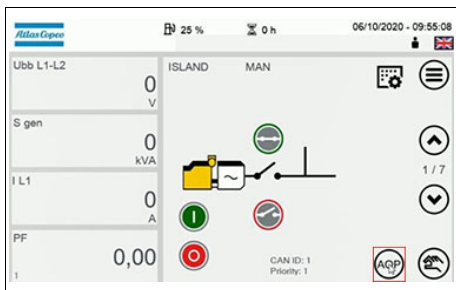 Atlas Copco
25 %
0 h
06/10/2020 - 09:55:08
Ubb L1-L2
0
V
ISLAND MAN
S gen
0
kVA
1 / 7
I L1
0
A
I
PF
0,00
1
O
CAN ID: 1
Priority: 1
AQP